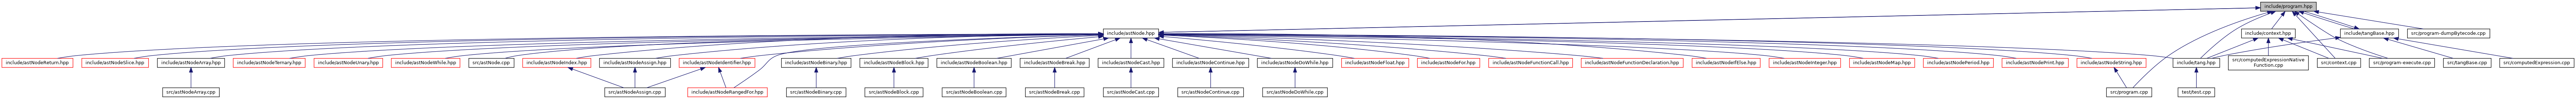 include/program.hpp
include/astNode.hpp
include/context.hpp
include/tangBase.hpp
src/program-dumpBytecode.cpp
include/astNodeReturn.hpp
include/astNodeSlice.hpp
include/astNodeArray.hpp
include/astNodeTernary.hpp
include/astNodeUnary.hpp
include/astNodeWhile.hpp
src/astNode.cpp
include/astNodeIndex.hpp
include/astNodeAssign.hpp
include/astNodeIdentifier.hpp
include/astNodeBinary.hpp
include/astNodeBlock.hpp
include/astNodeBoolean.hpp
include/astNodeBreak.hpp
include/astNodeCast.hpp
include/astNodeContinue.hpp
include/astNodeDoWhile.hpp
include/astNodeFloat.hpp
include/astNodeFor.hpp
include/astNodeFunctionCall.hpp
include/astNodeFunctionDeclaration.hpp
include/astNodeIfElse.hpp
include/astNodeInteger.hpp
include/astNodeMap.hpp
include/astNodePeriod.hpp
include/astNodePrint.hpp
include/astNodeString.hpp
include/tang.hpp
src/computedExpressionNative
Function.cpp
src/context.cpp
src/program-execute.cpp
src/tangBase.cpp
src/computedExpression.cpp
src/astNodeArray.cpp
src/astNodeAssign.cpp
include/astNodeRangedFor.hpp
src/astNodeBinary.cpp
src/astNodeBlock.cpp
src/astNodeBoolean.cpp
src/astNodeBreak.cpp
src/astNodeCast.cpp
src/astNodeContinue.cpp
src/astNodeDoWhile.cpp
src/program.cpp
test/test.cpp